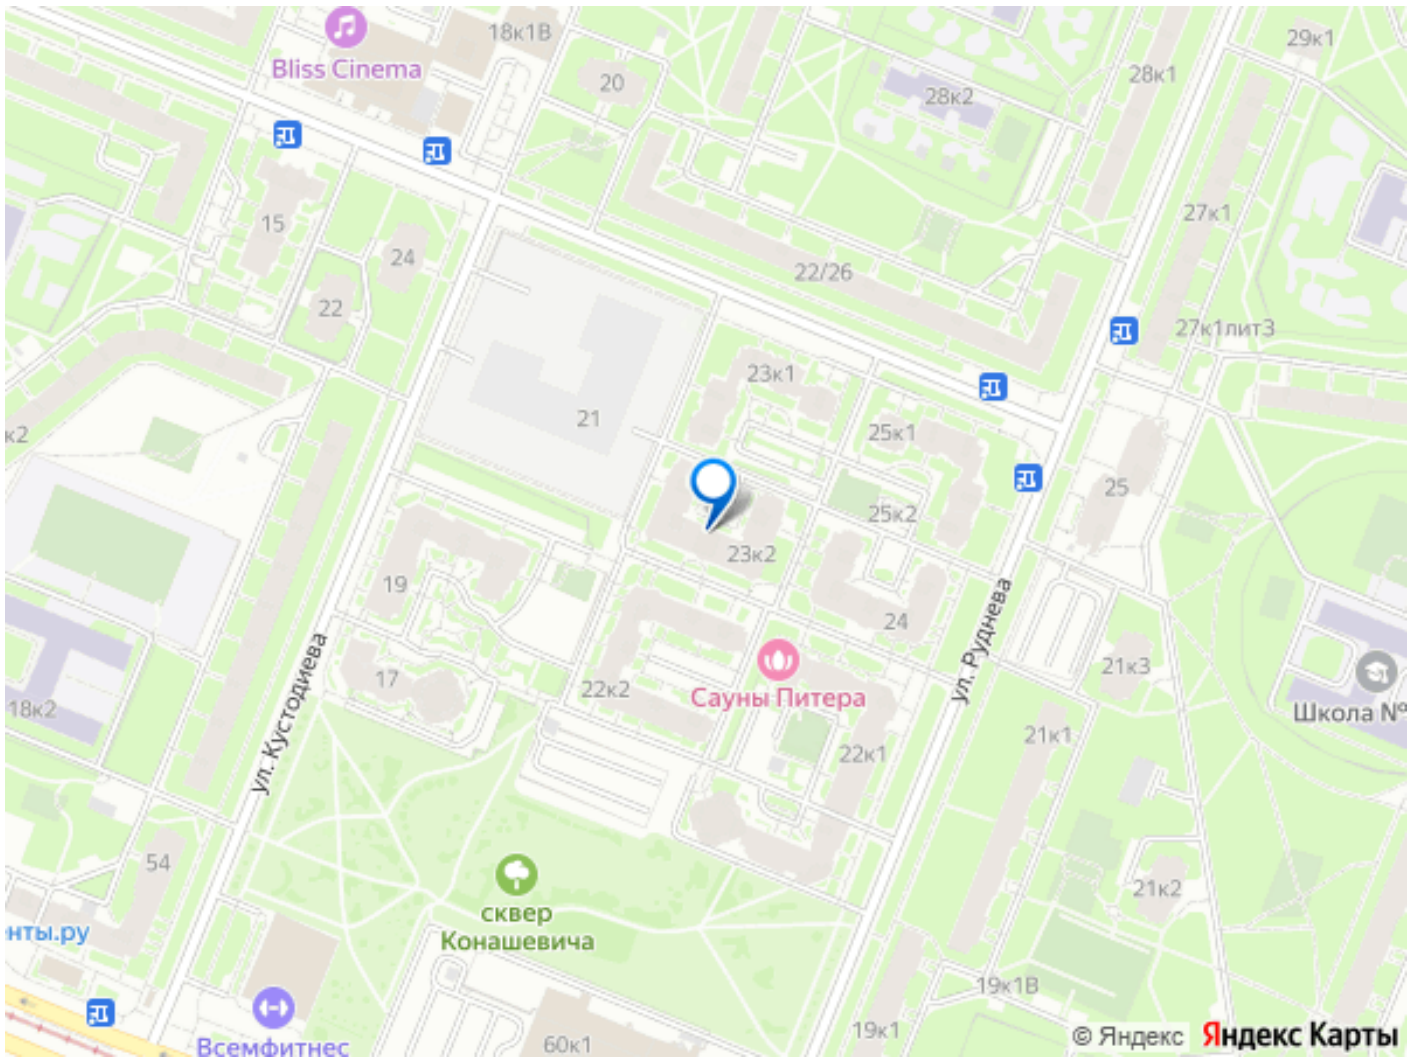 18к1В
Bliss Cinema
20
29к1
28к1
28к2
15
24
22
27к1
22/26
27к1лит3
23к1
21
25к1
к2
25
25к2
23к2
19
24
ул. Руднева
ул. Кустодиева
17
22к2
Сауны Питера
21к3
18к2
Школа №
21к1
22к1
54
21к2
сквер
Конашевича
нты.ру
19к1В
19к1
60к1
Всемфитнес
© Яндекс
Яндекс Карты